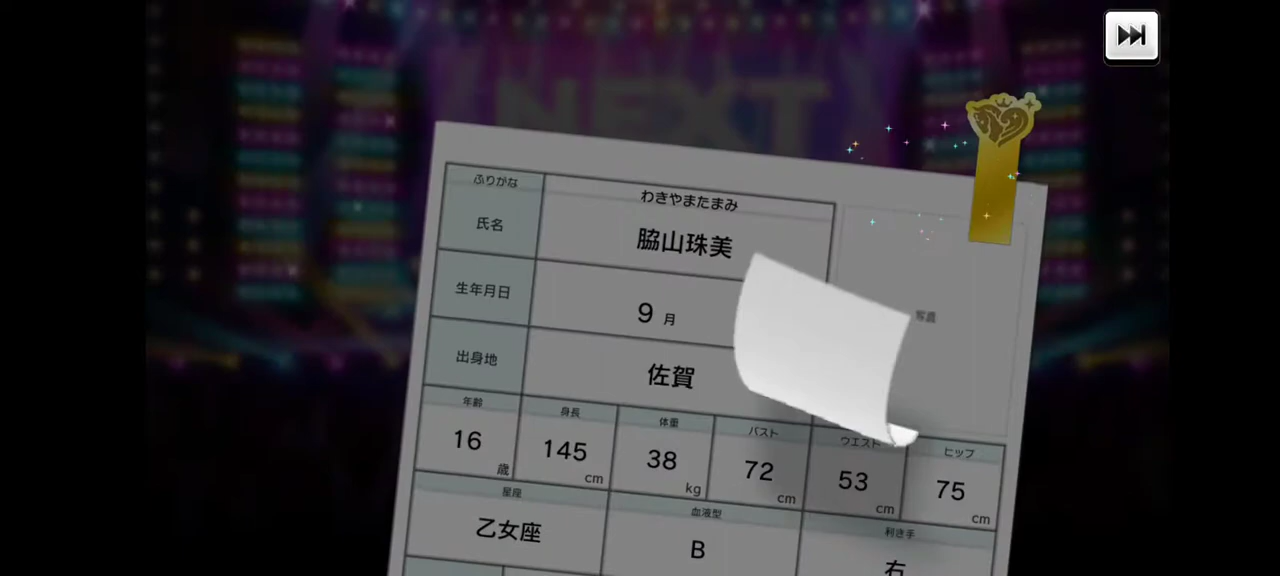 NEXT
ふりがな
わきやまたまみ
氏名
脇山珠美
生年月日
9 月
出身地
佐賀
写真
年齢
16 歳
身長
145 cm
体重
38 kg
バスト
72 cm
ウエスト
53 cm
ヒップ
75 cm
星座
乙女座
血液型
B
利き手
右